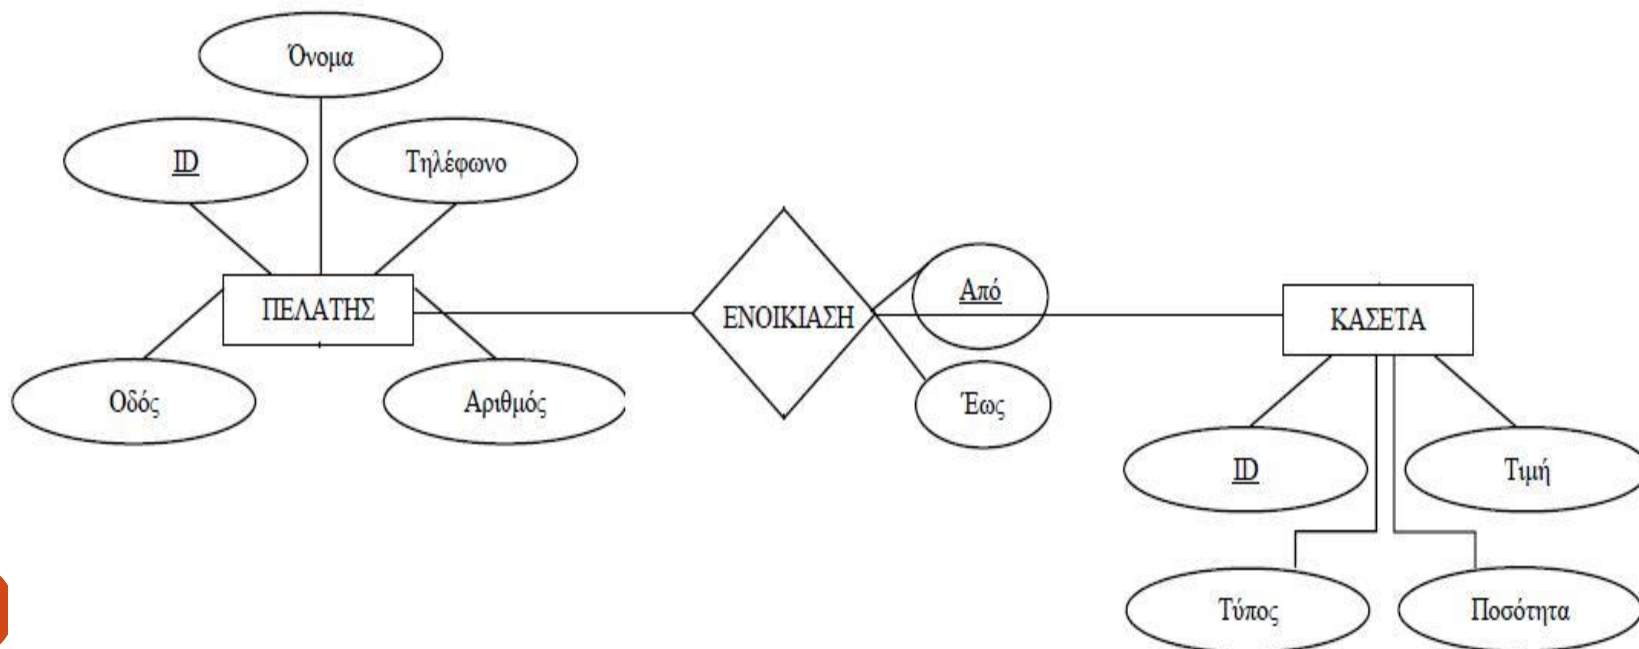 Όνομα
ID
Τηλέφωνο
ΠΕΛΑΤΗΣ
Οδός
Αριθμός
ΕΝΟΙΚΙΑΣΗ
Από
Έως
ΚΑΣΕΤΑ
ID
Τιμή
Τύπος
Ποσότητα